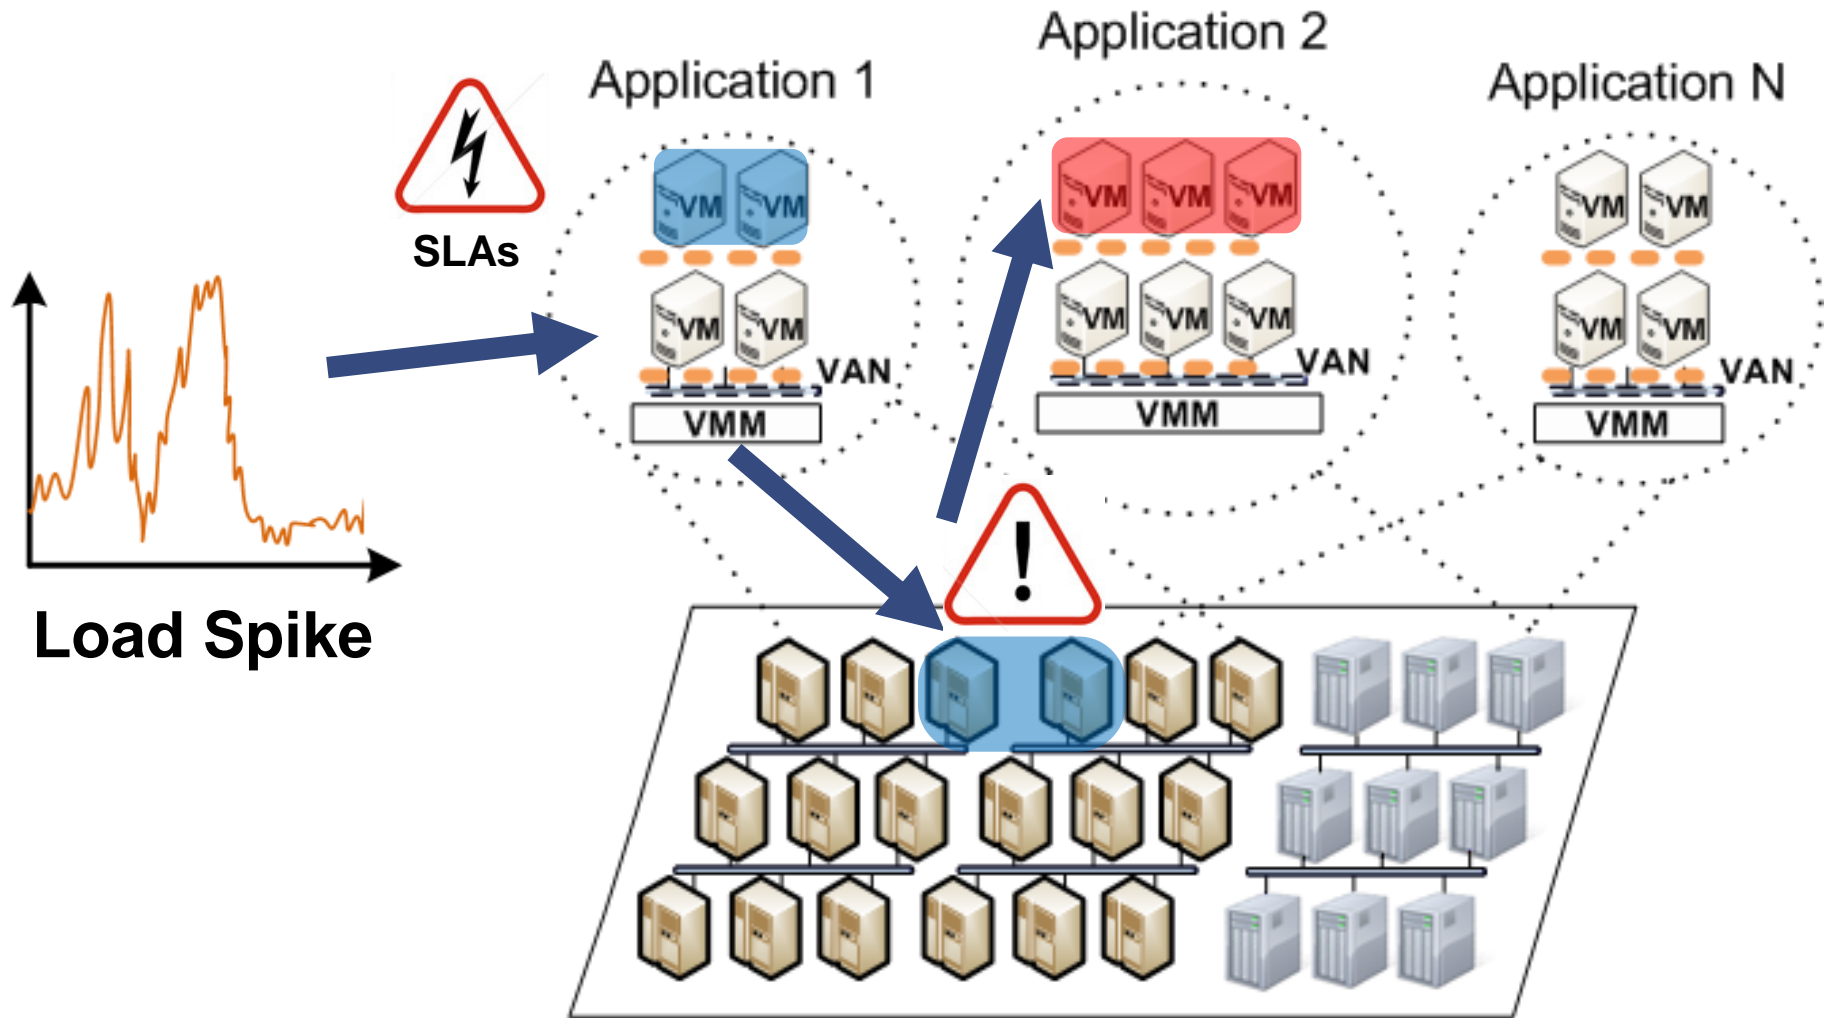 Application 1
Application 2
Application N
SLAs
VM VM
VM VM VM
VM VM
VM VM
VM VM VM
VM VM
VAN
VAN
VAN
VMM
VMM
VMM
!
Load Spike